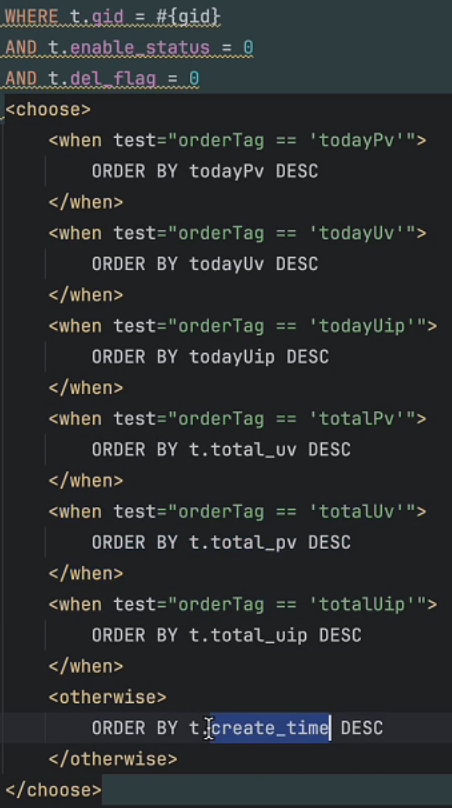 WHERE t.gid = #{gid}
AND t.enable_status = 0
AND t.del_flag = 0
<choose>
<when test="orderTag == 'todayPv'">
ORDER BY todayPv DESC
</when>
<when test="orderTag == 'todayUv'">
ORDER BY todayUv DESC
</when>
<when test="orderTag == 'todayUip'">
ORDER BY todayUip DESC
</when>
<when test="orderTag == 'totalPv'">
ORDER BY t.total_uv DESC
</when>
<when test="orderTag == 'totalUv'">
ORDER BY t.total_pv DESC
</when>
<when test="orderTag == 'totalUip'">
ORDER BY t.total_uip DESC
</when>
<otherwise>
ORDER BY t.create_time DESC
</otherwise>
</choose>